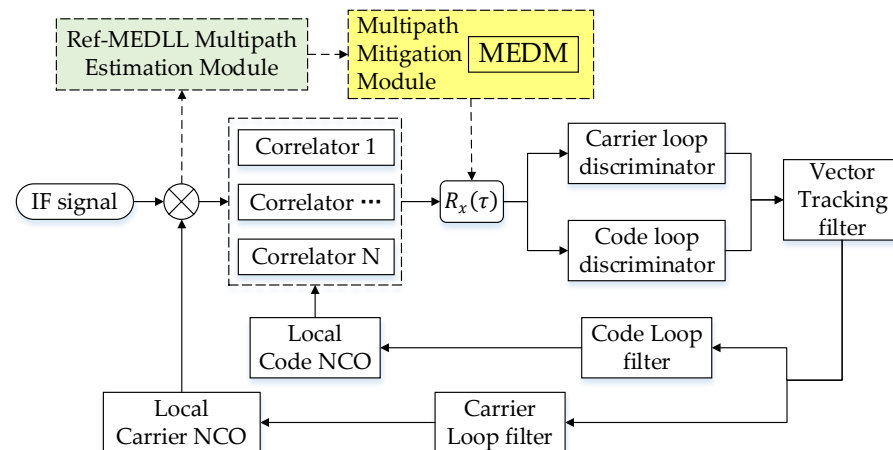 Ref-MEDLL Multipath
Estimation Module
Multipath
Mitigation
Module
MEDM
IF signal
Correlator 1
Correlator ···
Correlator N
Rₓ(τ)
Carrier loop
discriminator
Code loop
discriminator
Vector
Tracking
filter
Local
Code NCO
Code Loop
filter
Local
Carrier NCO
Carrier
Loop filter